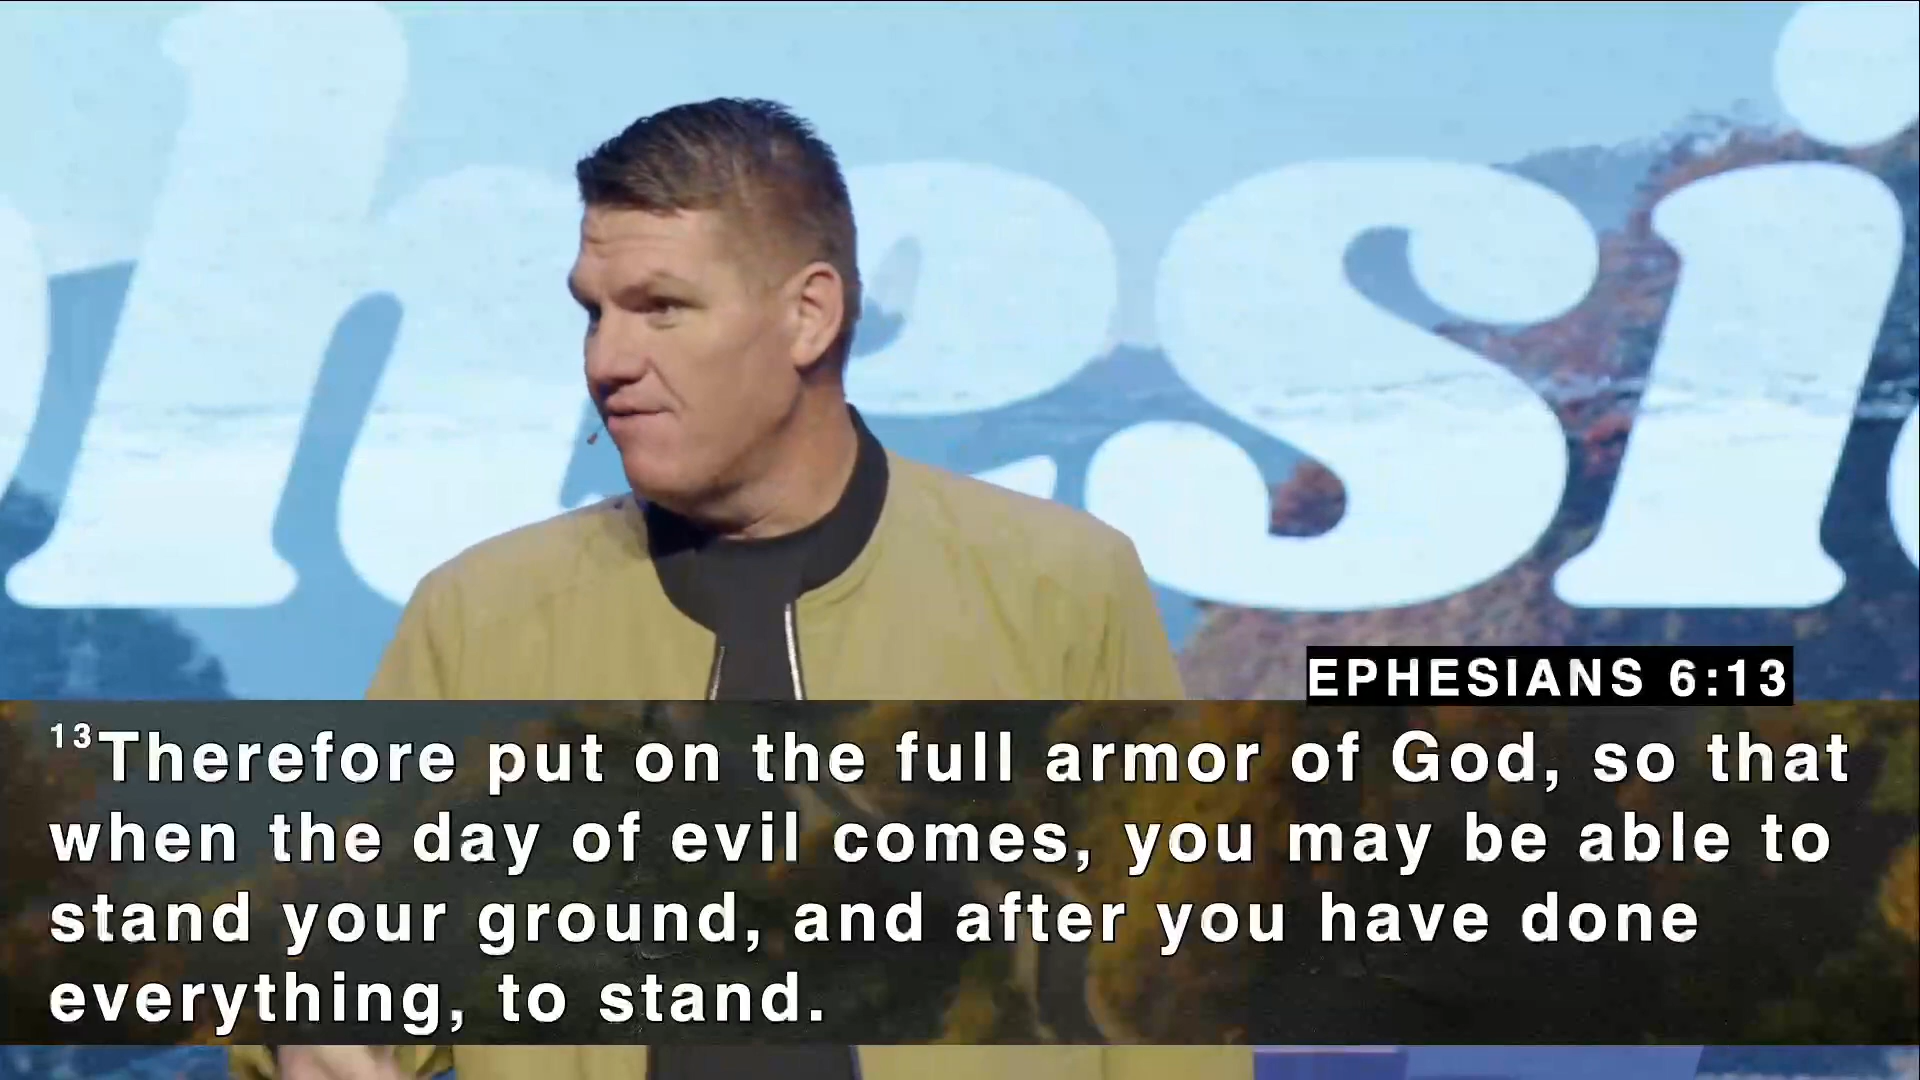 hesi
EPHESIANS 6:13
13Therefore put on the full armor of God, so that
when the day of evil comes, you may be able to
stand your ground, and after you have done
everything, to stand.